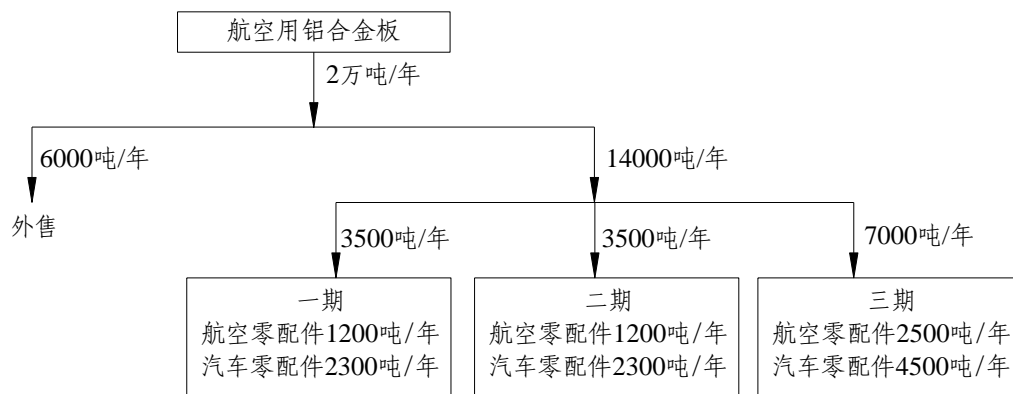 航空用铝合金板
2万吨/年
6000吨/年
14000吨/年
外售
3500吨/年
3500吨/年
7000吨/年
一期
航空零配件1200吨/年
汽车零配件2300吨/年
二期
航空零配件1200吨/年
汽车零配件2300吨/年
三期
航空零配件2500吨/年
汽车零配件4500吨/年